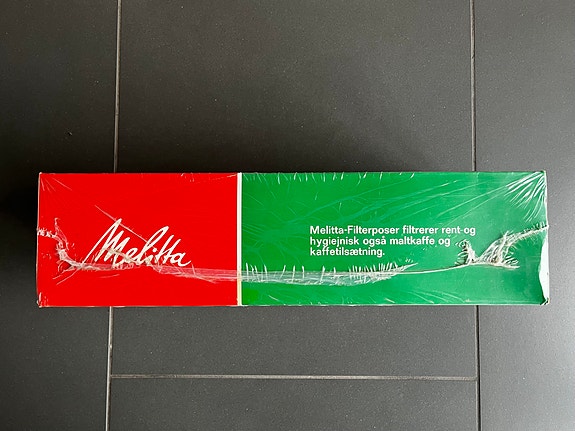 Melitta
Melitta-Filterposer filtrerer rent-og
hygiejnisk også maltkaffe og
kaffetilsætning.